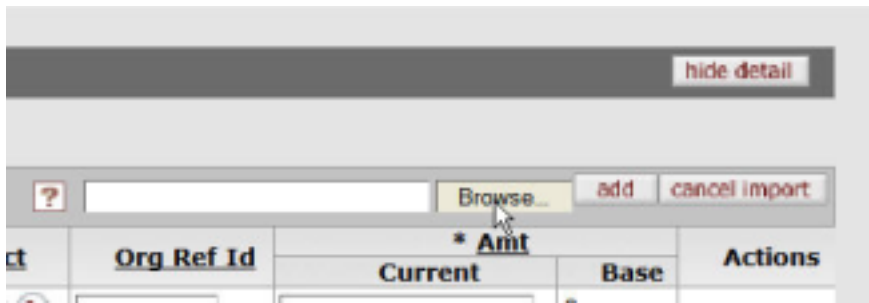 hide detail
? Browse... add cancel import
ct Org Ref Id * Amt Actions
Current Base